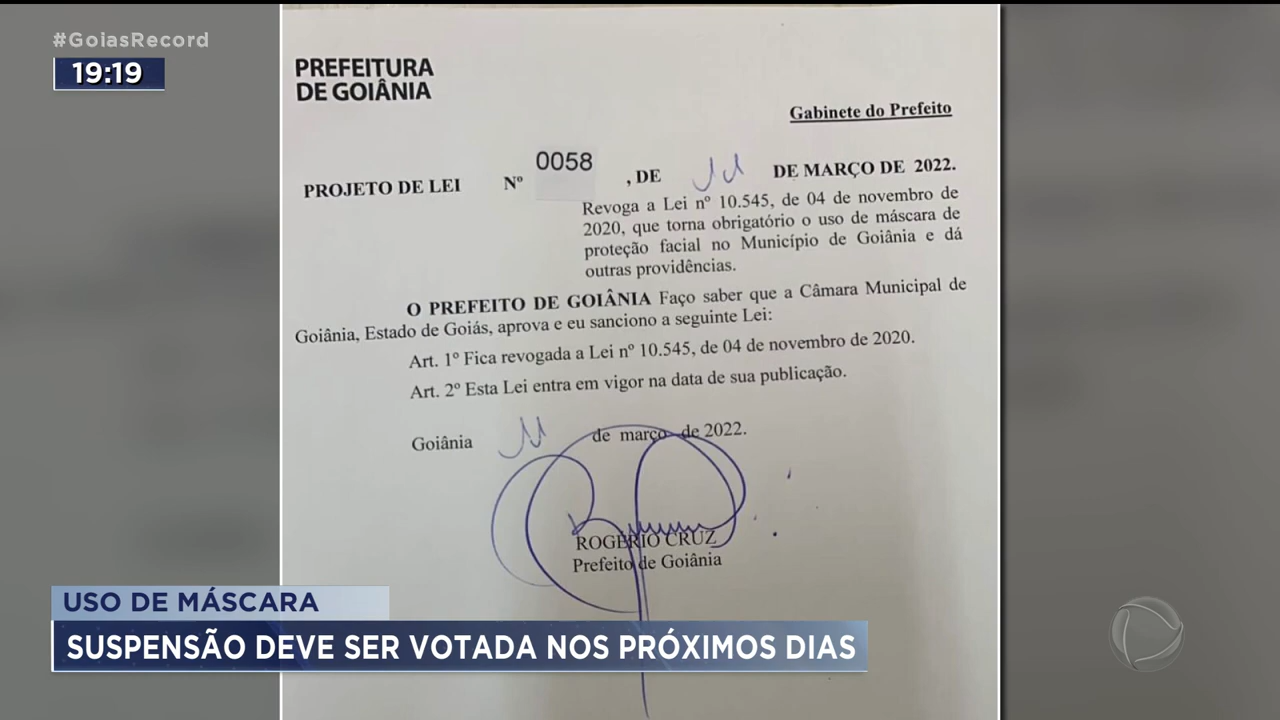 #GoiasRecord
19:19
PREFEITURA
DE GOIÂNIA
Gabinete do Prefeito
PROJETO DE LEI Nº 0058 , DE 11 DE MARÇO DE 2022.
Revoga a Lei nº 10.545, de 04 de novembro de
2020, que torna obrigatório o uso de máscara de
proteção facial no Município de Goiânia e dá
outras providências.
O PREFEITO DE GOIÂNIA Faço saber que a Câmara Municipal de
Goiânia, Estado de Goiás, aprova e eu sanciono a seguinte Lei:
Art. 1º Fica revogada a Lei nº 10.545, de 04 de novembro de 2020.
Art. 2º Esta Lei entra em vigor na data de sua publicação.
Goiânia 11 de março de 2022.
ROGÉRIO CRUZ
Prefeito de Goiânia
USO DE MÁSCARA
SUSPENSÃO DEVE SER VOTADA NOS PRÓXIMOS DIAS